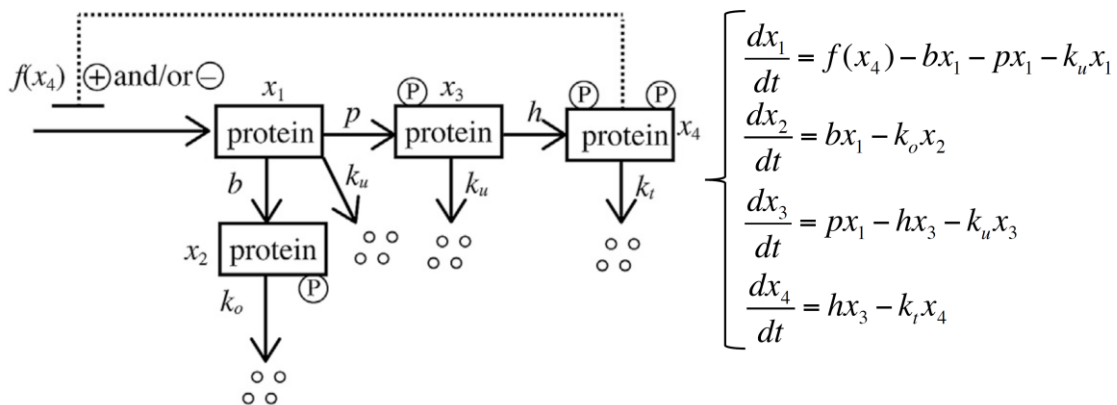 f(x₄) ⊕and/or⊖
x₁
protein
p
Ⓟ
x₃
protein
h
Ⓟ Ⓟ
protein
x₄
b
kᵤ
kᵤ
kₜ
x₂
protein
Ⓟ
kₒ
dx₁/dt = f(x₄) − bx₁ − px₁ − kᵤx₁
dx₂/dt = bx₁ − kₒx₂
dx₃/dt = px₁ − hx₃ − kᵤx₃
dx₄/dt = hx₃ − kₜx₄